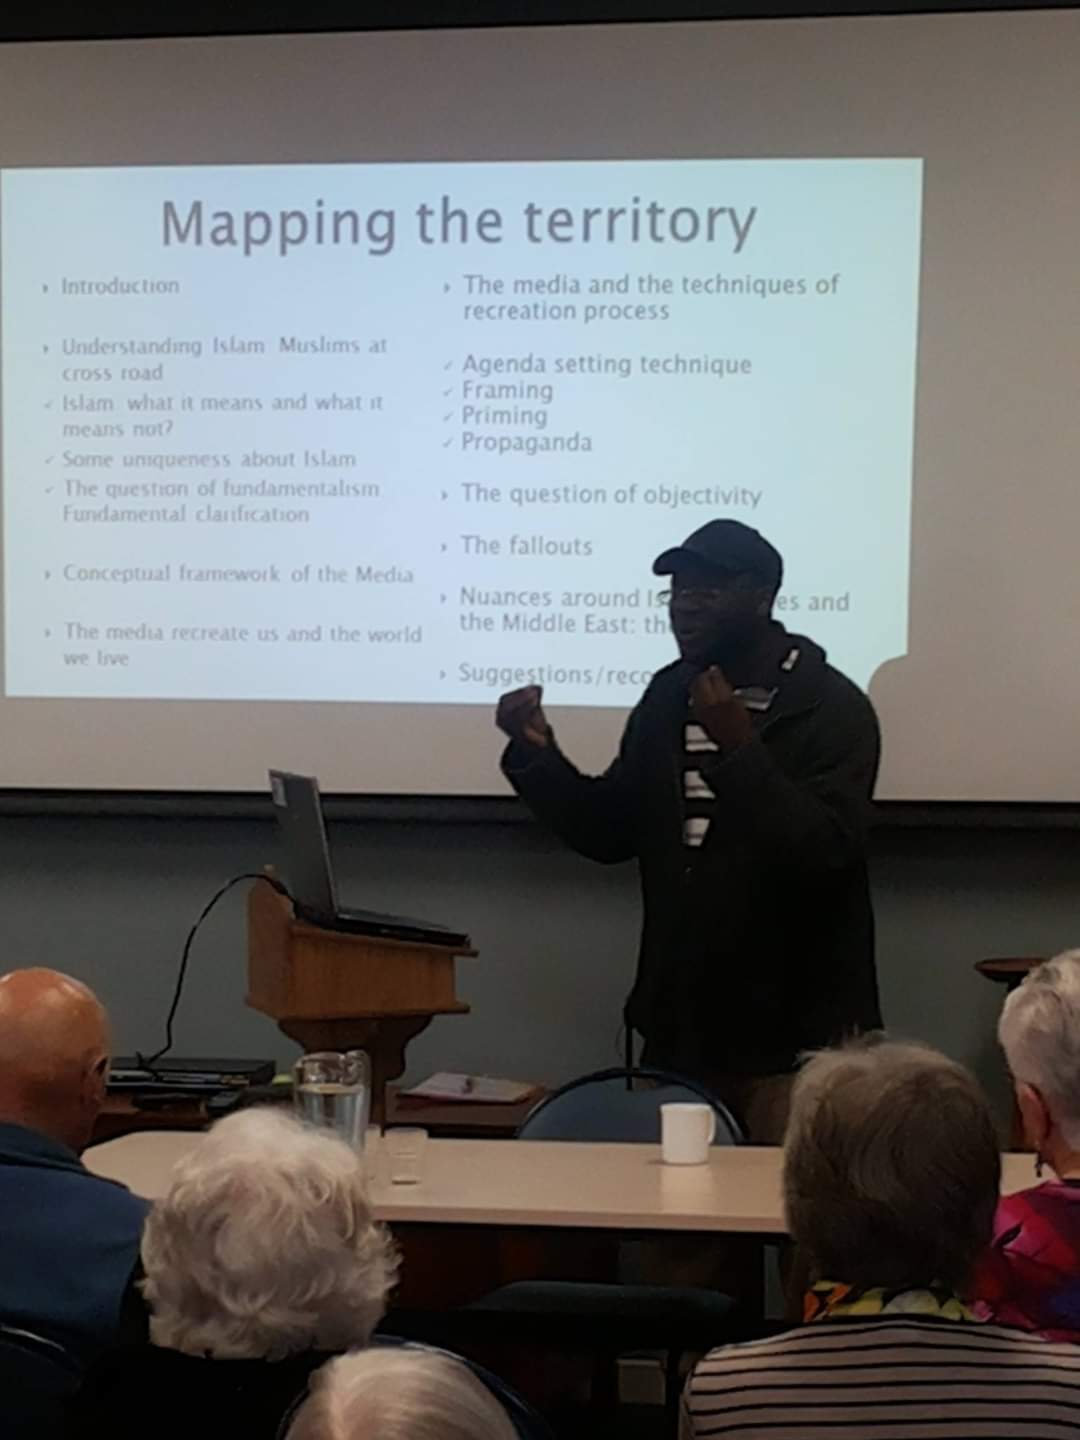 Mapping the territory
Introduction
Understanding Islam Muslims at
cross road
Islam what it means and what it
means not?
Some uniqueness about Islam
The question of fundamentalism
Fundamental clarification
Conceptual framework of the Media
The media recreate us and the world
we live
The media and the techniques of
recreation process
Agenda setting technique
Framing
Priming
Propaganda
The question of objectivity
The fallouts
Nuances around and
the Middle East:
Suggestions/